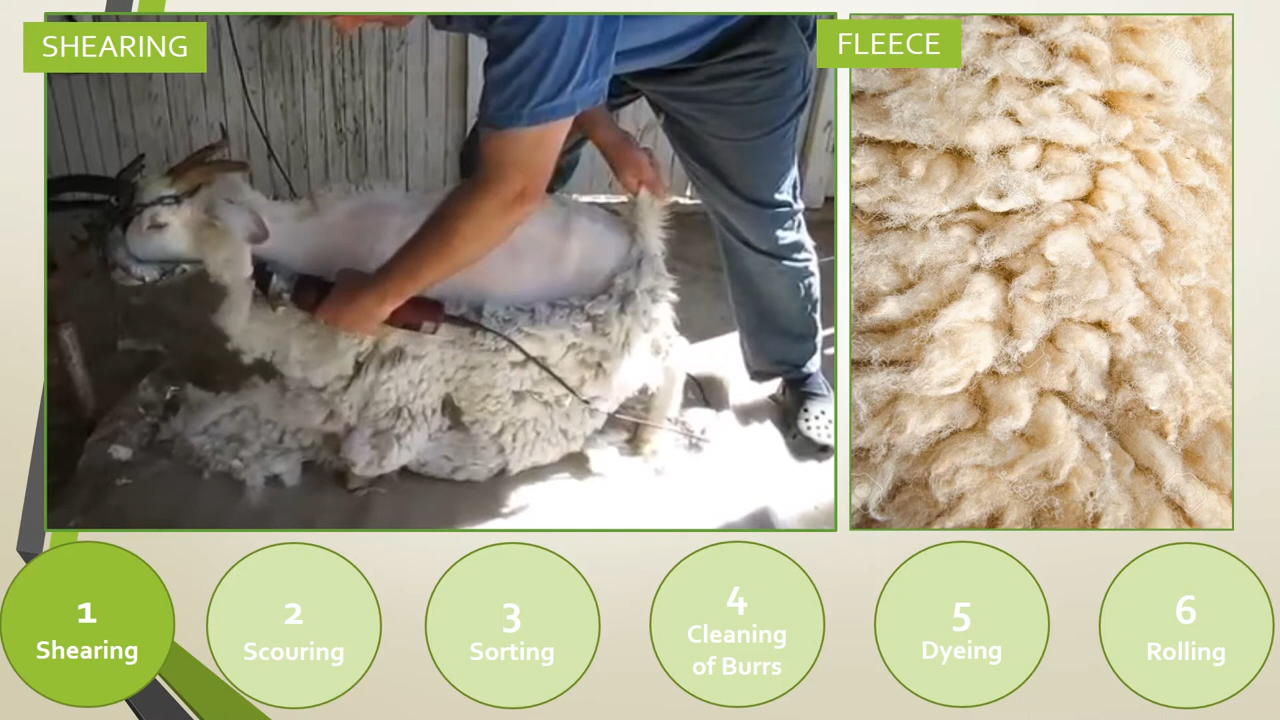 SHEARING
FLEECE
1
Shearing
2
Scouring
3
Sorting
4
Cleaning
of Burrs
5
Dyeing
6
Rolling